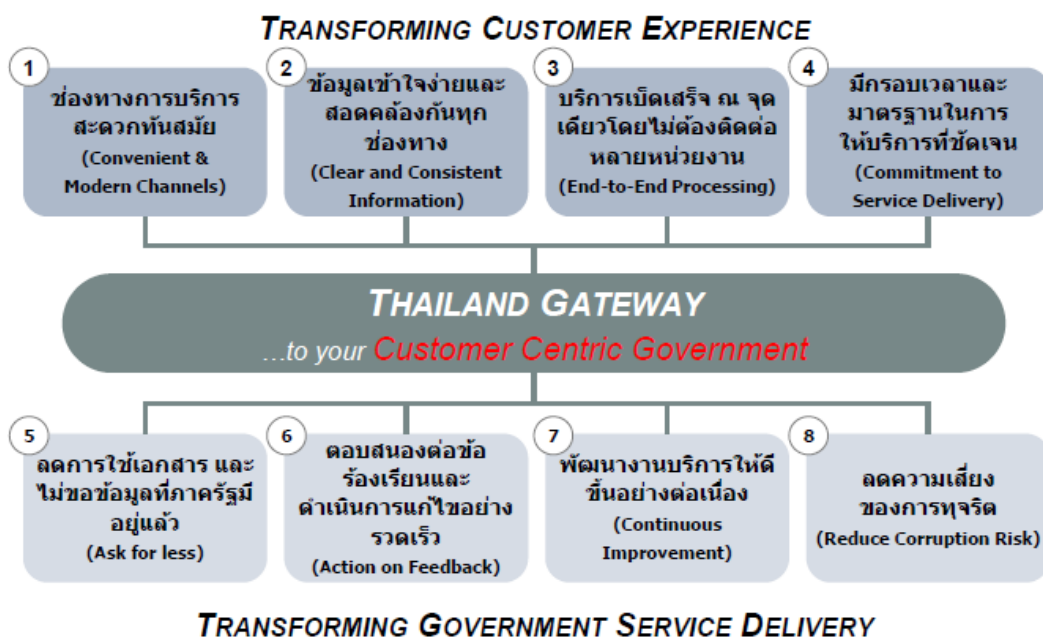 TRANSFORMING CUSTOMER EXPERIENCE
1
ช่องทางการบริการ
สะดวกทันสมัย
(Convenient &
Modern Channels)
2
ข้อมูลเข้าใจง่ายและ
สอดคล้องกันทุก
ช่องทาง
(Clear and Consistent
Information)
3
บริการเบ็ดเสร็จ ณ จุด
เดียวโดยไม่ต้องติดต่อ
หลายหน่วยงาน
(End-to-End Processing)
4
มีกรอบเวลาและ
มาตรฐานในการ
ให้บริการที่ชัดเจน
(Commitment to
Service Delivery)
THAILAND GATEWAY
...to your Customer Centric Government
5
ลดการใช้เอกสาร และ
ไม่ขอข้อมูลที่ภาครัฐมี
อยู่แล้ว
(Ask for less)
6
ตอบสนองต่อข้อ
ร้องเรียนและ
ดำเนินการแก้ไขอย่าง
รวดเร็ว
(Action on Feedback)
7
พัฒนางานบริการให้ดี
ขึ้นอย่างต่อเนื่อง
(Continuous
Improvement)
8
ลดความเสี่ยง
ของการทุจริต
(Reduce Corruption Risk)
TRANSFORMING GOVERNMENT SERVICE DELIVERY